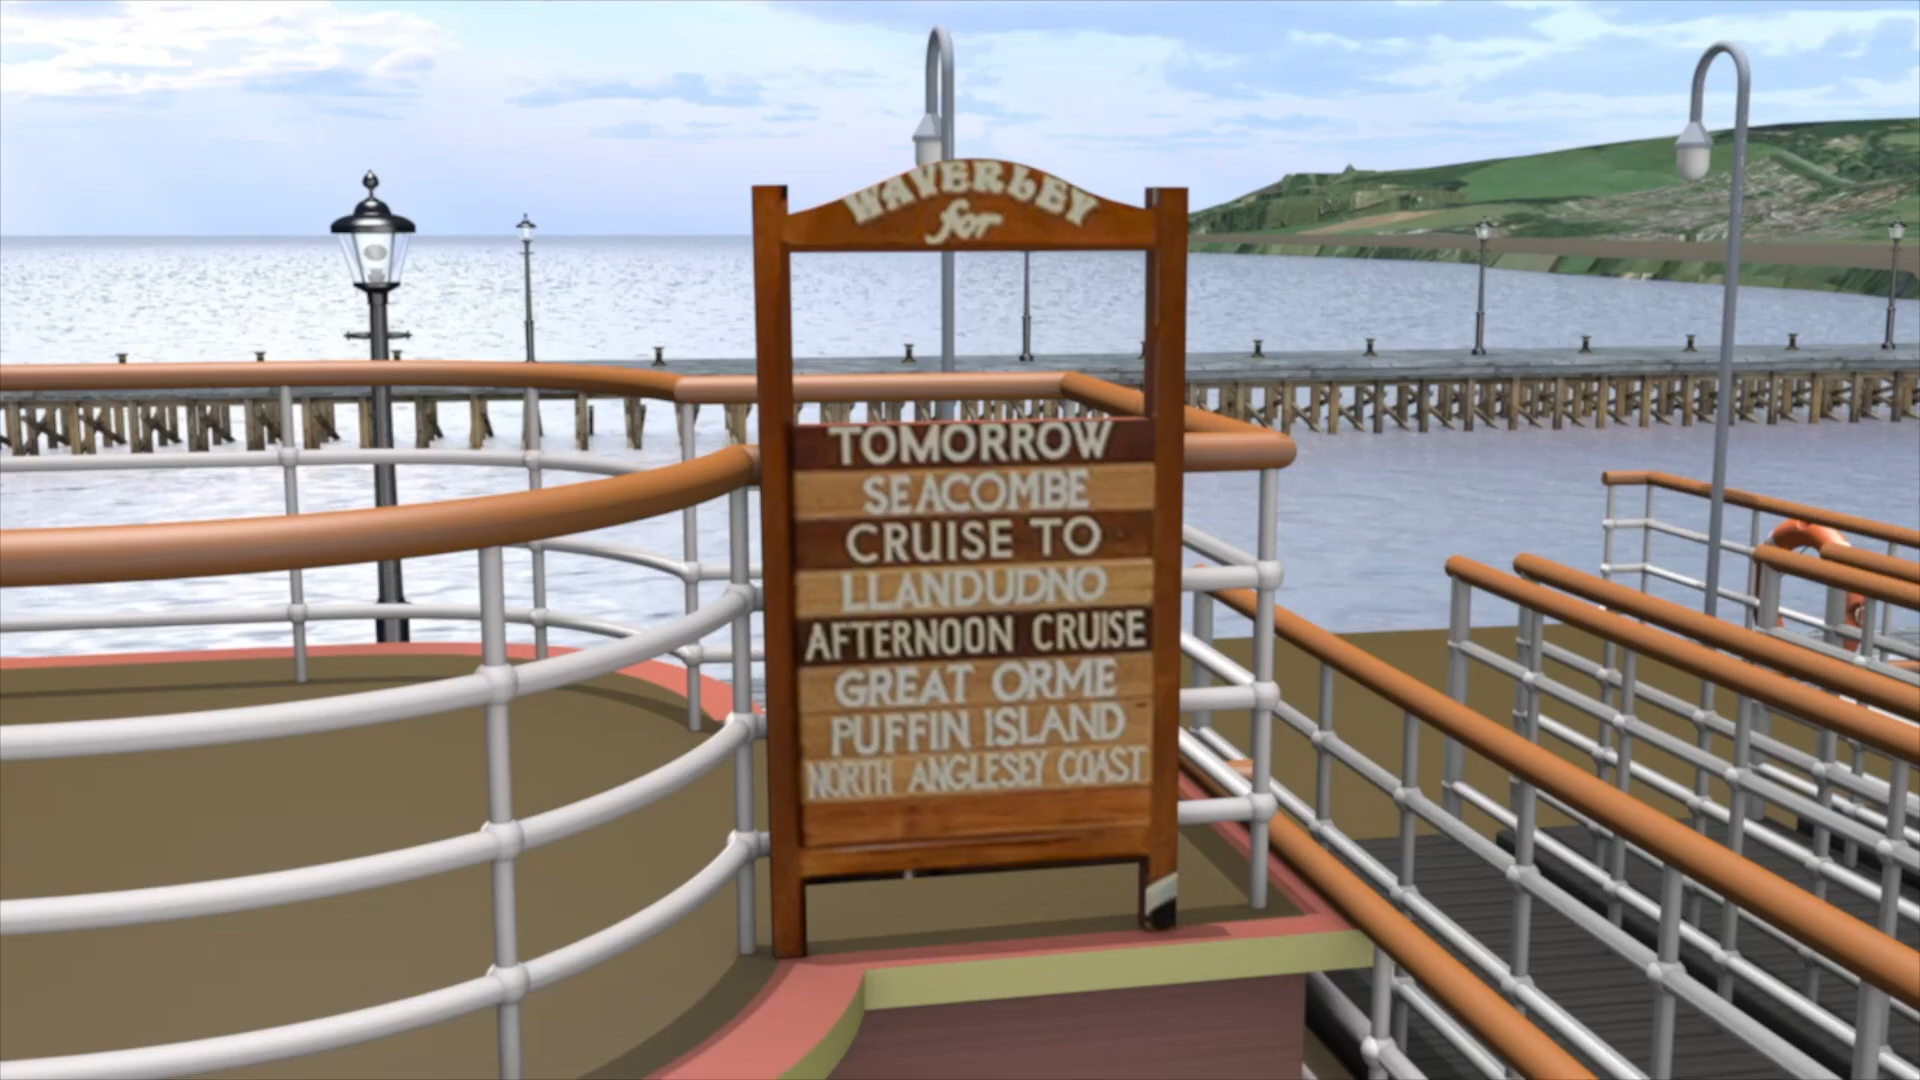 WAVERLEY
for
TOMORROW
SEACOMBE
CRUISE TO
LLANDUDNO
AFTERNOON CRUISE
GREAT ORME
PUFFIN ISLAND
NORTH ANGLESEY COAST